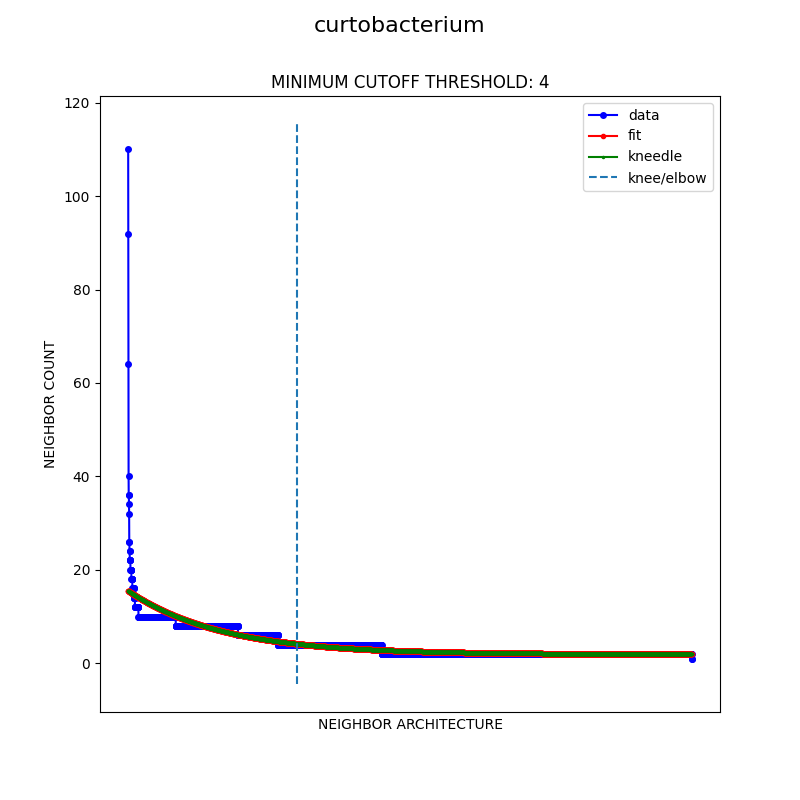 curtobacterium
MINIMUM CUTOFF THRESHOLD: 4
120
100
80
60
40
20
0
NEIGHBOR COUNT
NEIGHBOR ARCHITECTURE
data
fit
kneedle
knee/elbow